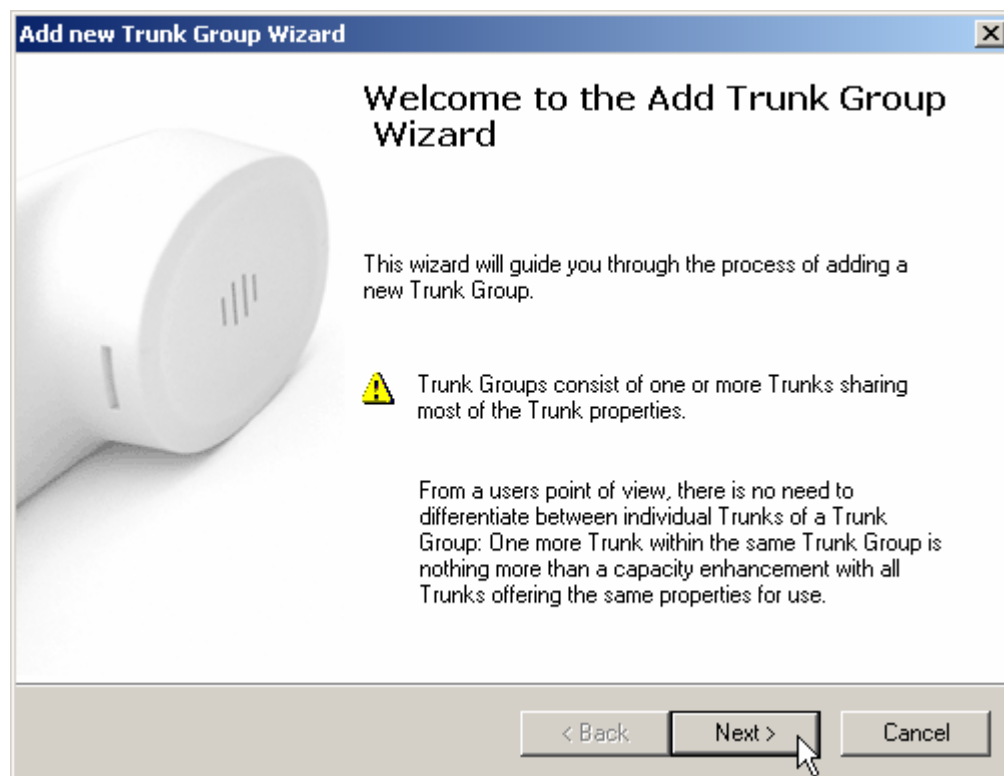 Add new Trunk Group Wizard
Welcome to the Add Trunk Group
Wizard
This wizard will guide you through the process of adding a
new Trunk Group.
Trunk Groups consist of one or more Trunks sharing
most of the Trunk properties.
From a users point of view, there is no need to
differentiate between individual Trunks of a Trunk
Group: One more Trunk within the same Trunk Group is
nothing more than a capacity enhancement with all
Trunks offering the same properties for use.
< Back Next > Cancel